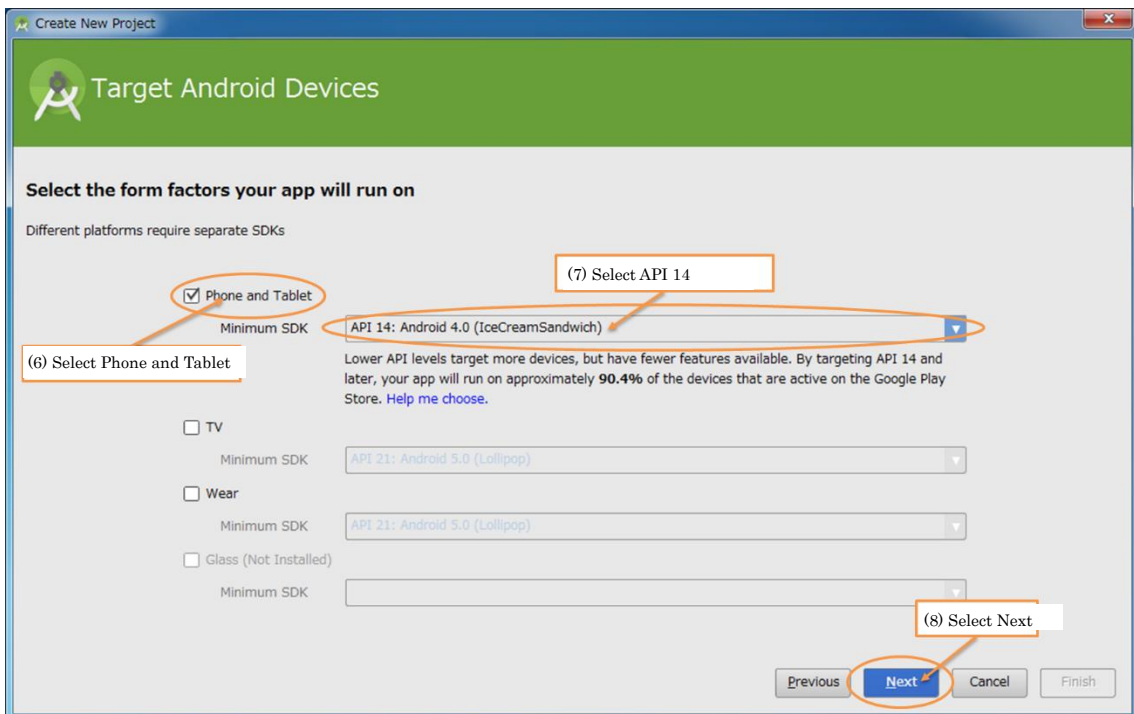 Create New Project
Target Android Devices
Select the form factors your app will run on
Different platforms require separate SDKs
(7) Select API 14
Phone and Tablet
Minimum SDK
API 14: Android 4.0 (IceCreamSandwich)
(6) Select Phone and Tablet
Lower API levels target more devices, but have fewer features available. By targeting API 14 and
later, your app will run on approximately 90.4% of the devices that are active on the Google Play
Store. Help me choose.
TV
Minimum SDK
API 21: Android 5.0 (Lollipop)
Wear
Minimum SDK
API 21: Android 5.0 (Lollipop)
Glass (Not Installed)
Minimum SDK
(8) Select Next
Previous
Next
Cancel
Finish